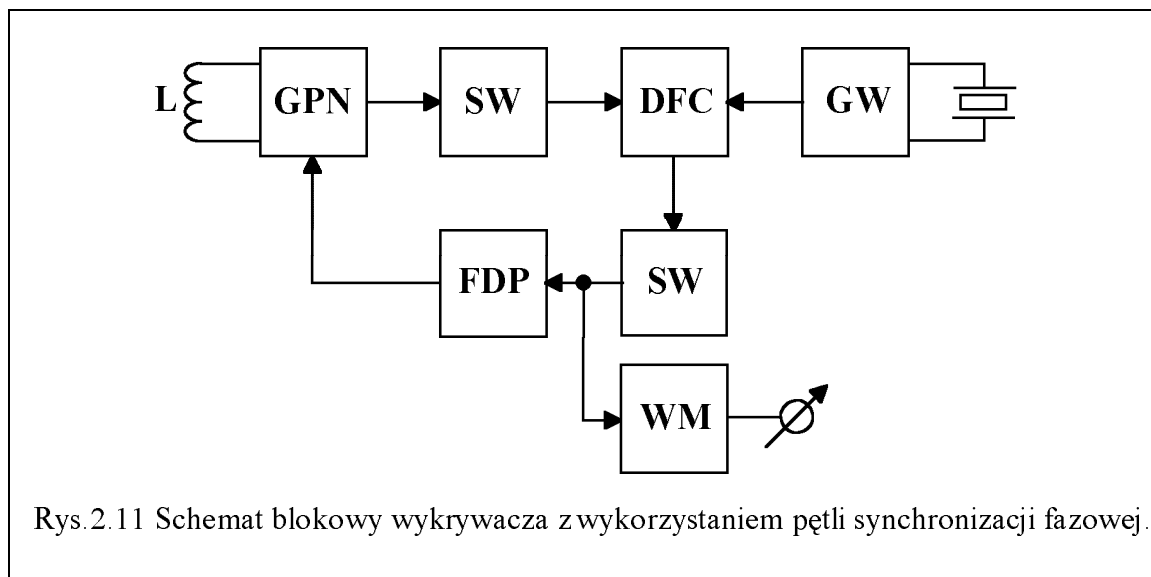 L GPN SW DFC GW
FDP SW
WM
Rys.2.11 Schemat blokowy wykrywacza z wykorzystaniem pętli synchronizacji fazowej.